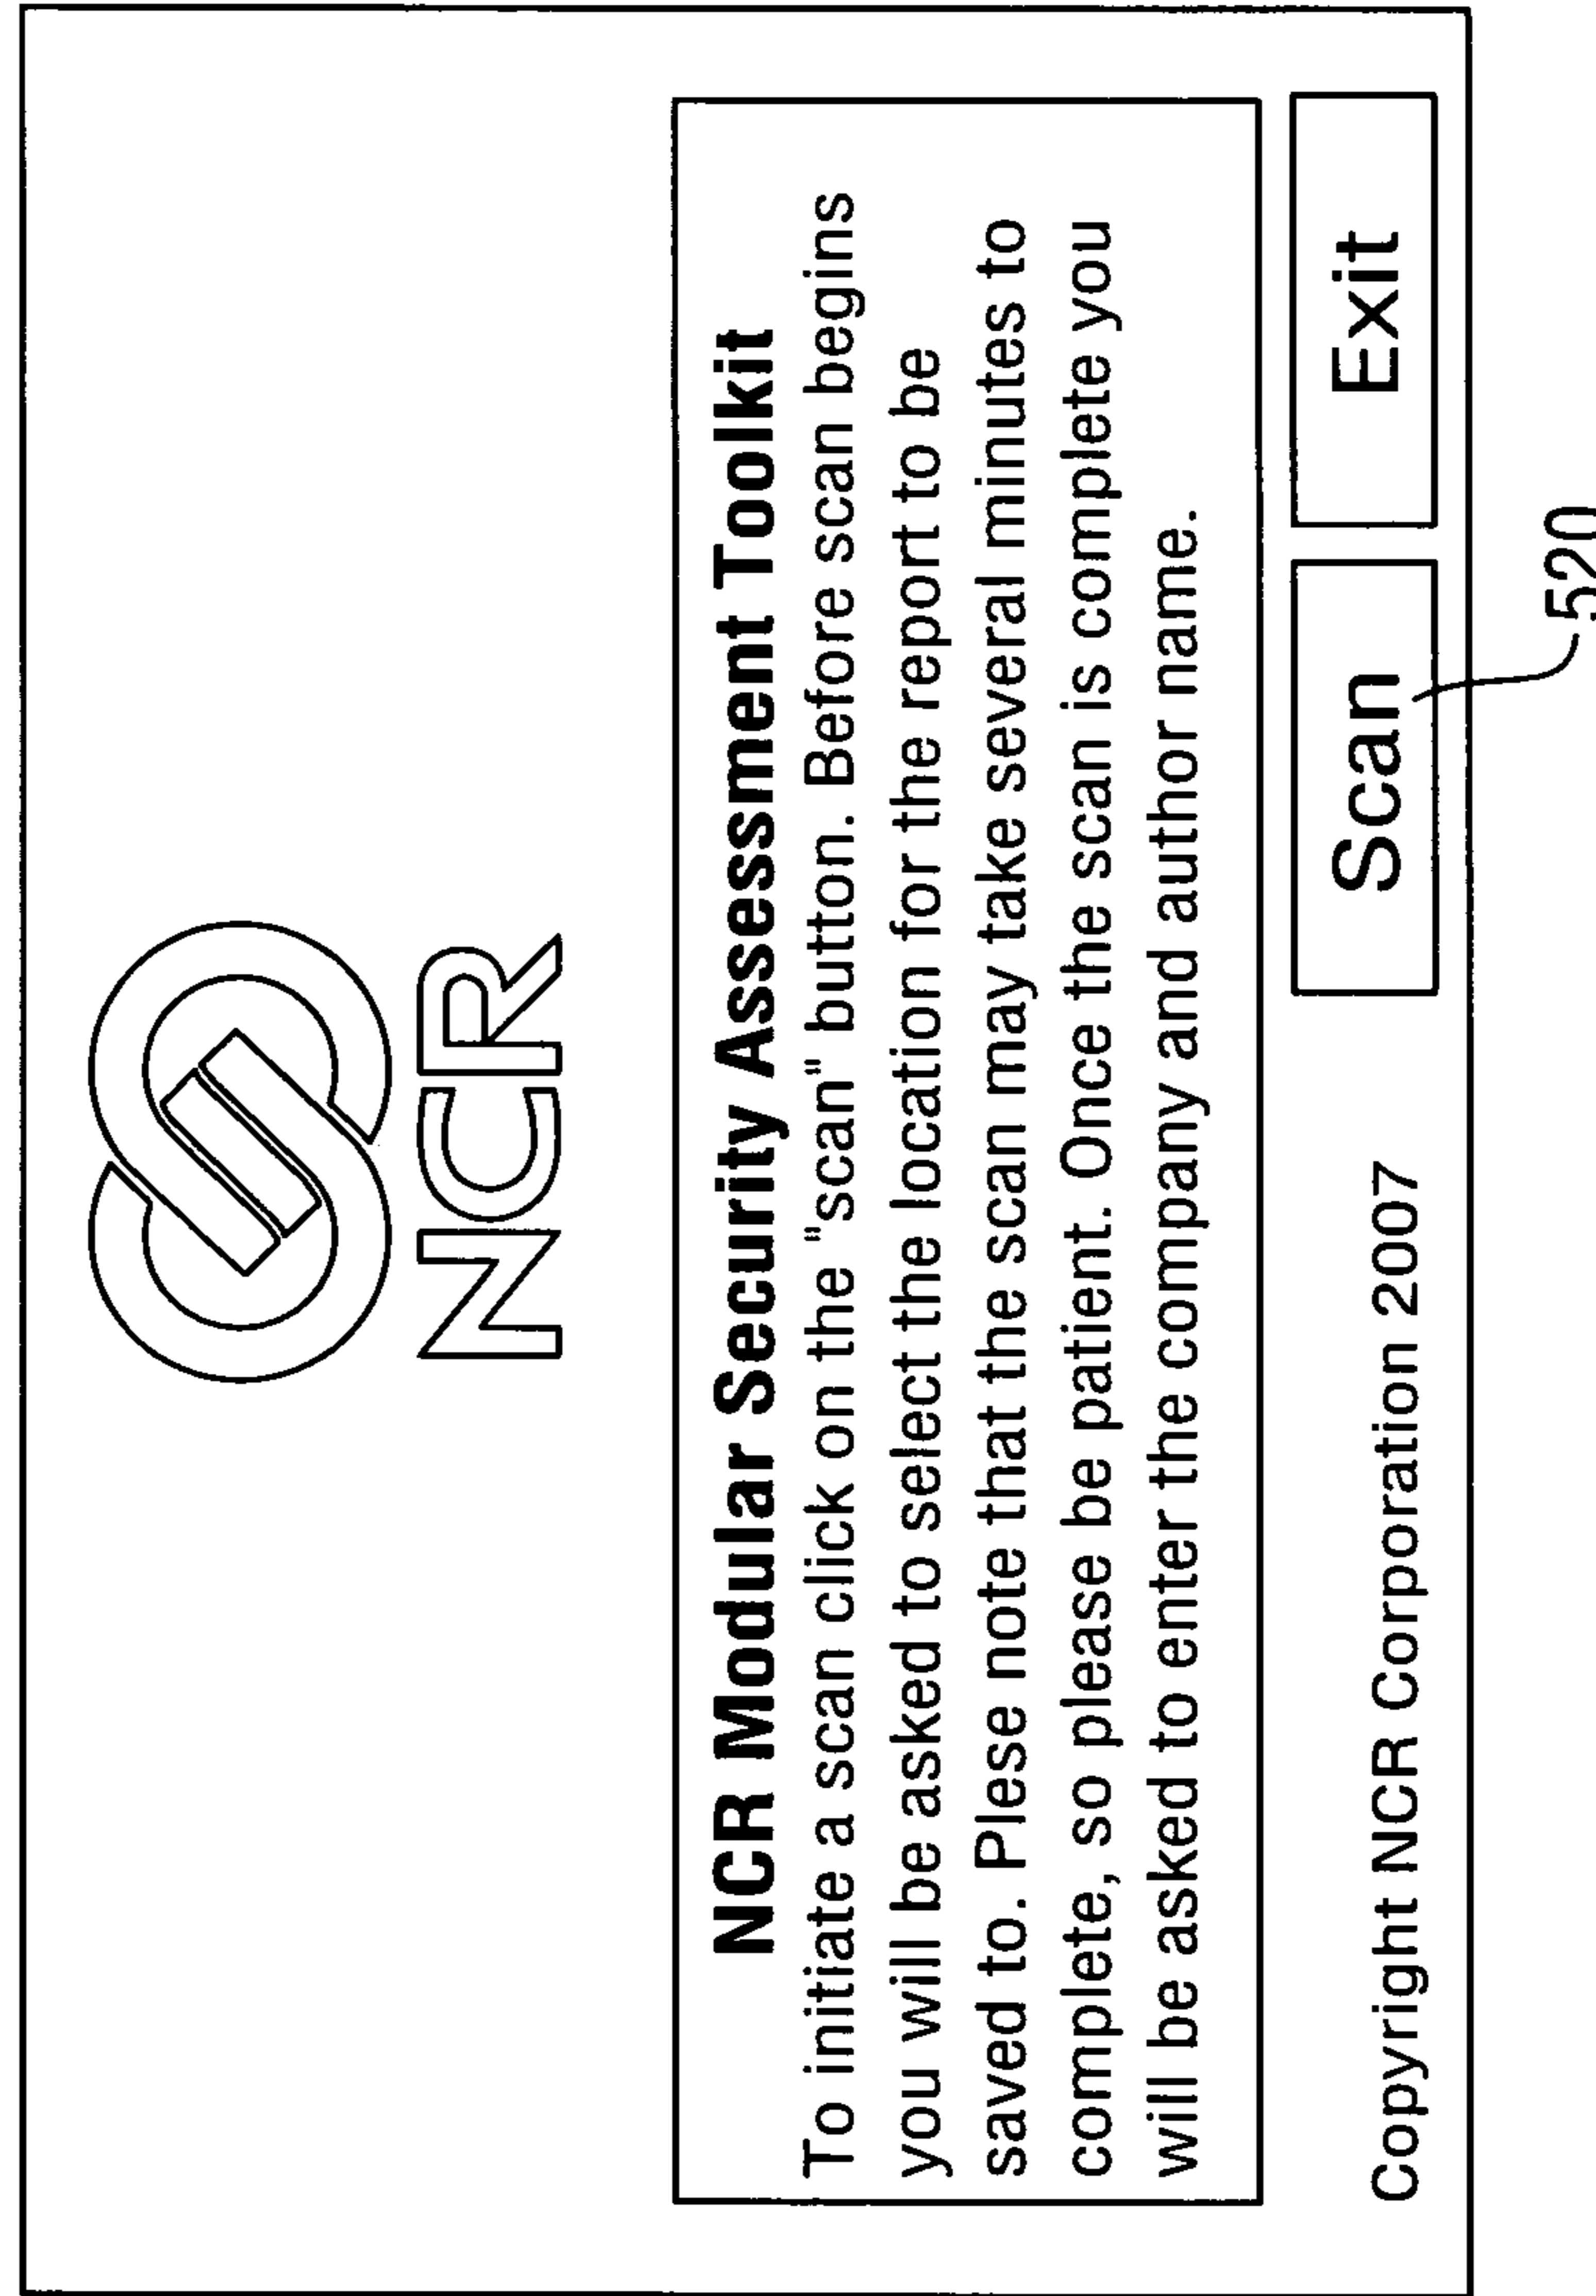 NCR
NCR Modular Security Assessment Toolkit
To initiate a scan click on the "scan" button. Before scan begins
you will be asked to select the location for the report to be
saved to. Plese note that the scan may take several minutes to
complete, so please be patient. Once the scan is complete you
will be asked to enter the company and author name.
Copyright NCR Corporation 2007
Scan
Exit
520